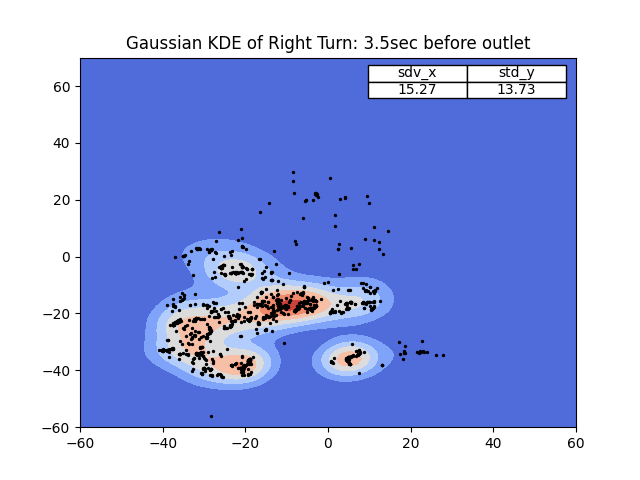 Gaussian KDE of Right Turn: 3.5sec before outlet
sdv_x std_y
15.27 13.73
60
40
20
0
−20
−40
−60
−60 −40 −20 0 20 40 60